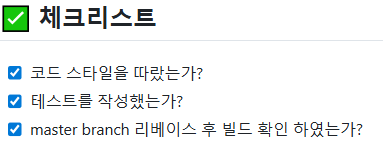 ✅ 체크리스트
코드 스타일을 따랐는가?
테스트를 작성했는가?
master branch 리베이스 후 빌드 확인 하였는가?